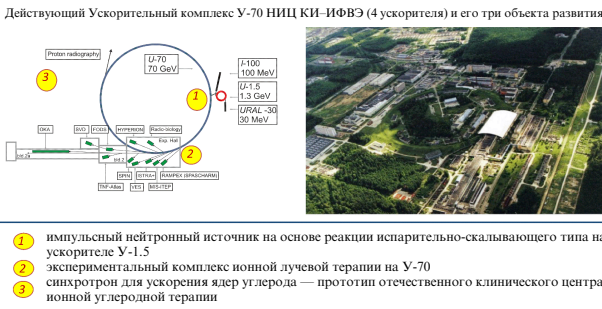 Действующий Ускорительный комплекс У-70 НИЦ КИ–ИФВЭ (4 ускорителя) и его три объекта развития
Proton radiography
U-70
70 GeV
I-100
100 MeV
U-1.5
1.3 GeV
URAL -30
30 MeV
3
1
2
OKA
SVD
FODS
HYPERON
Radio-biology
Exp. Hall
SPIN
ISTRA+
RAMPEX (SPASCHARM)
TNF-Atlas
VES
MIS-ITEP
1 импульсный нейтронный источник на основе реакции испарительно-скалывающего типа на
ускорителе У-1.5
2 экспериментальный комплекс ионной лучевой терапии на У-70
3 синхротрон для ускорения ядер углерода — прототип отечественного клинического центра
ионной углеродной терапии